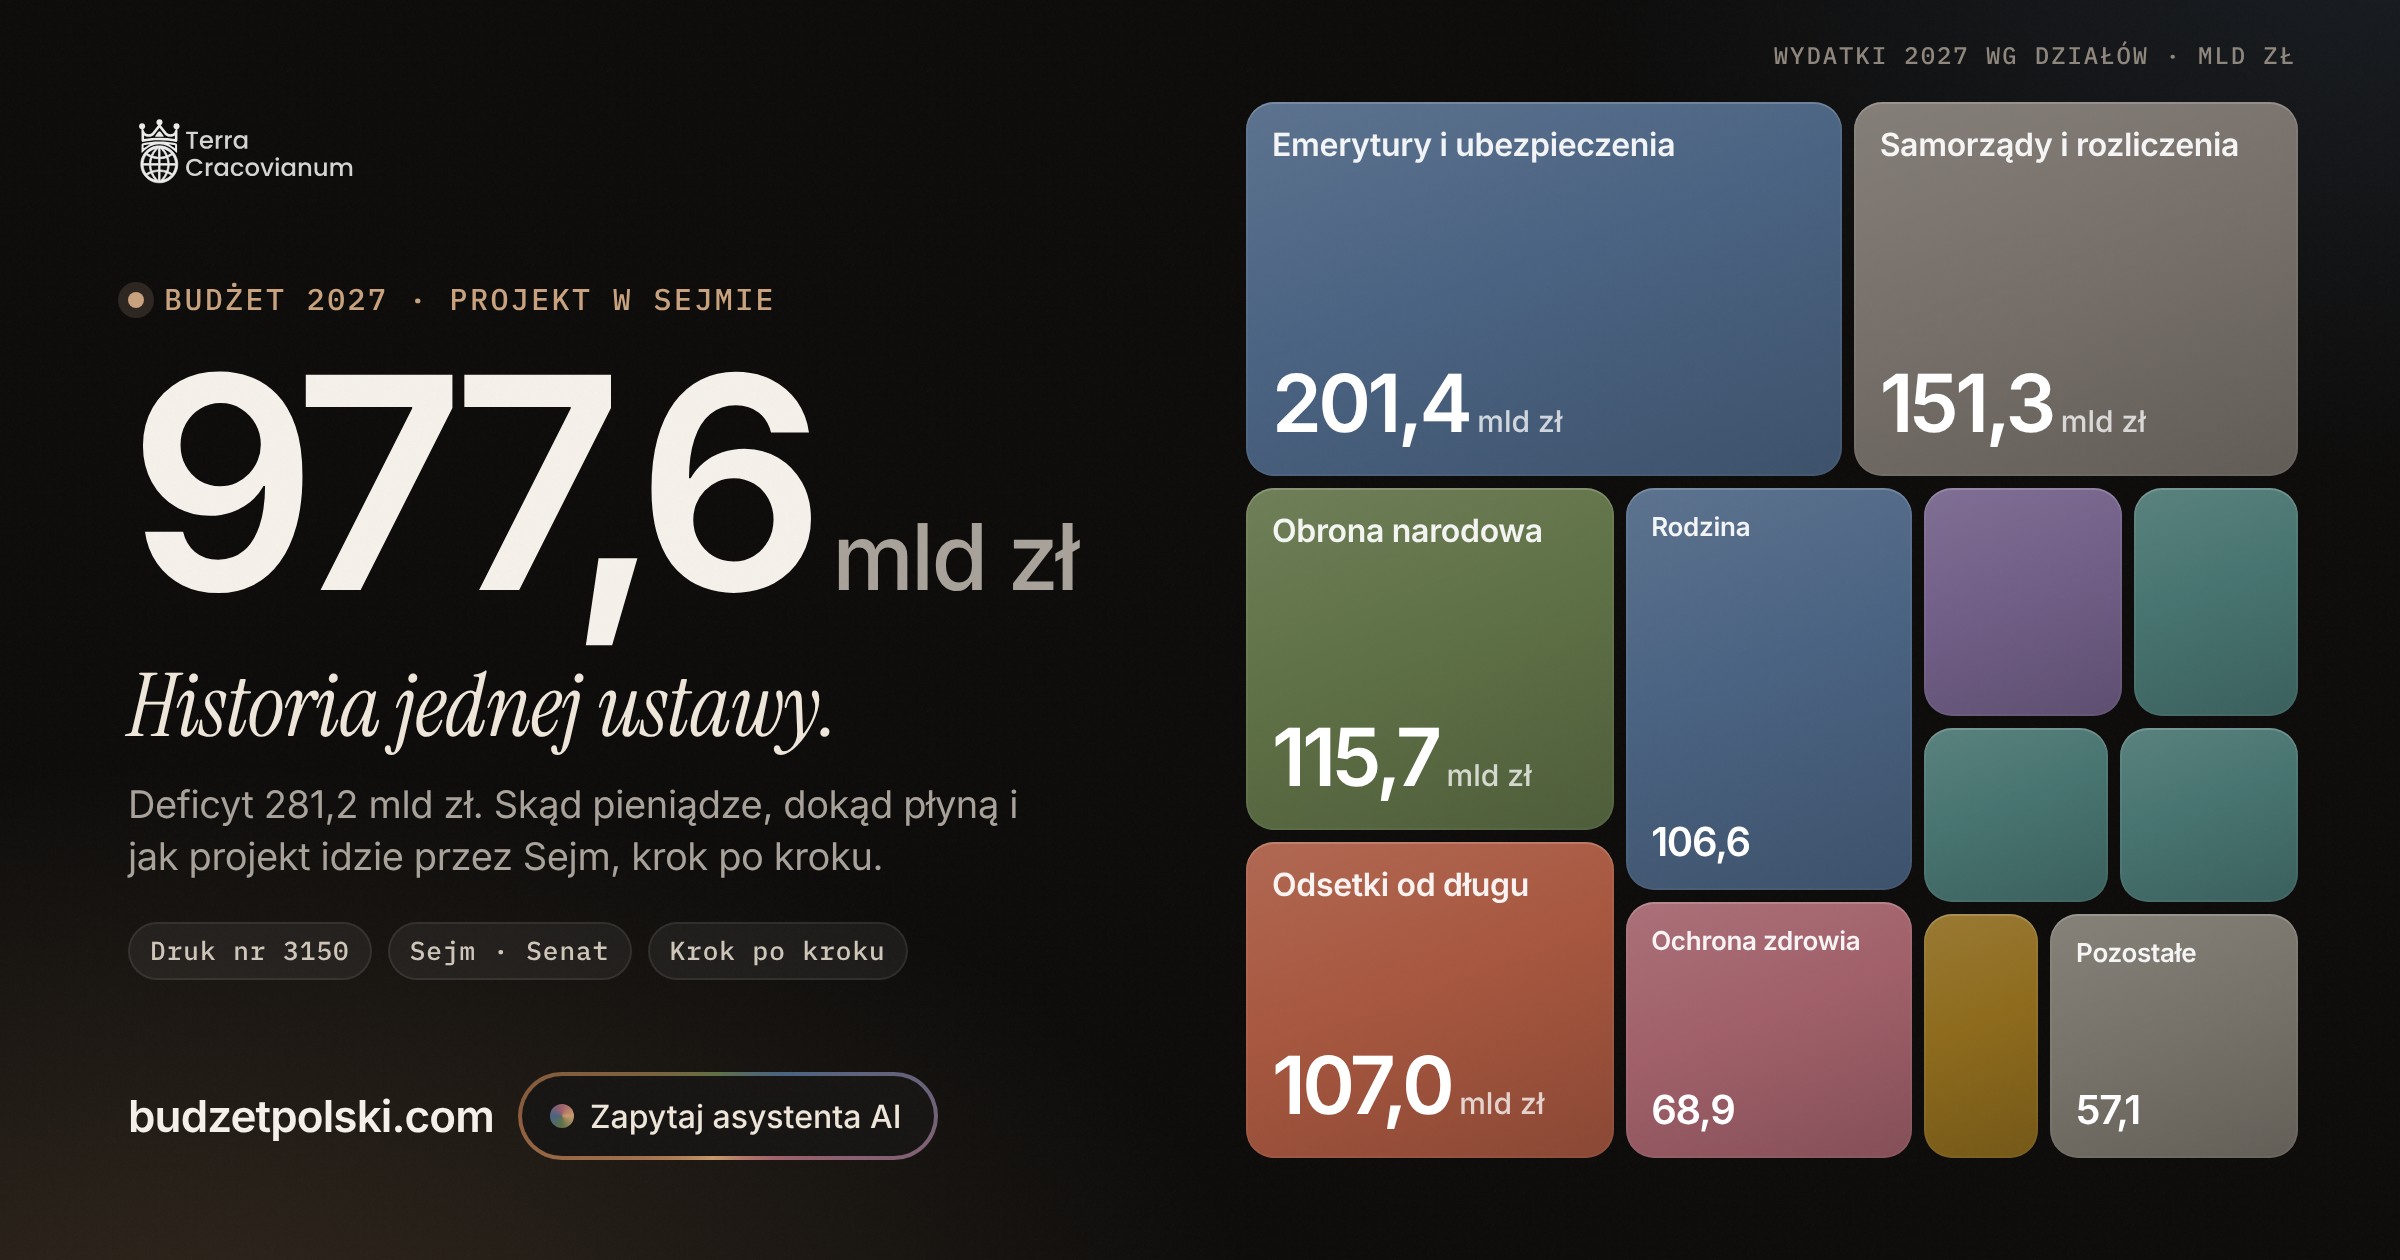 Terra
Cracovianum
BUDŻET 2027 · PROJEKT W SEJMIE
977,6 mld zł
Historia jednej ustawy.
Deficyt 281,2 mld zł. Skąd pieniądze, dokąd płyną i
jak projekt idzie przez Sejm, krok po kroku.
Druk nr 3150
Sejm · Senat
Krok po kroku
budzetpolski.com
Zapytaj asystenta AI
WYDATKI 2027 WG DZIAŁÓW · MLD ZŁ
Emerytury i ubezpieczenia
201,4 mld zł
Samorządy i rozliczenia
151,3 mld zł
Obrona narodowa
115,7 mld zł
Rodzina
106,6
Odsetki od długu
107,0 mld zł
Ochrona zdrowia
68,9
Pozostałe
57,1